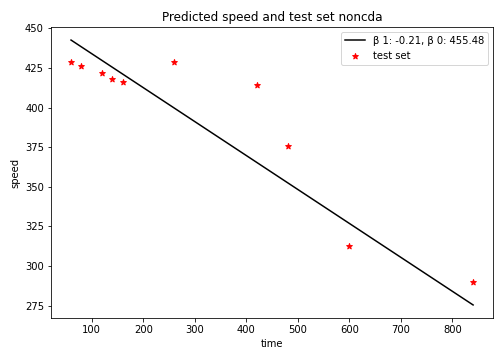 Predicted speed and test set noncda
β 1: -0.21, β 0: 455.48
test set
450
425
400
375
350
325
300
275
speed
100 200 300 400 500 600 700 800
time